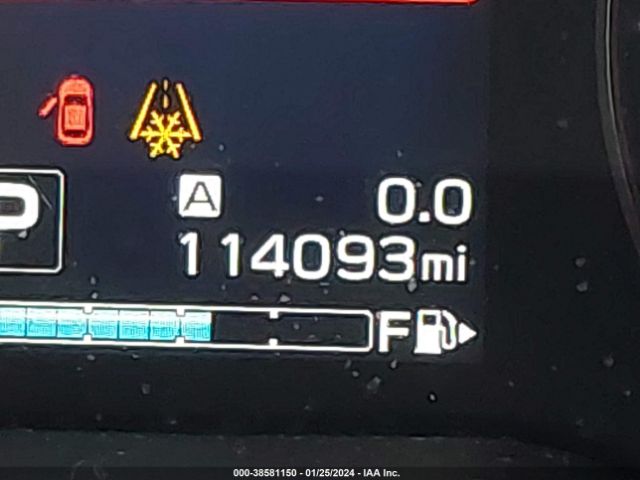 A 0.0
P
114093mi
F
000-38581150 - 01/25/2024 - IAA Inc.